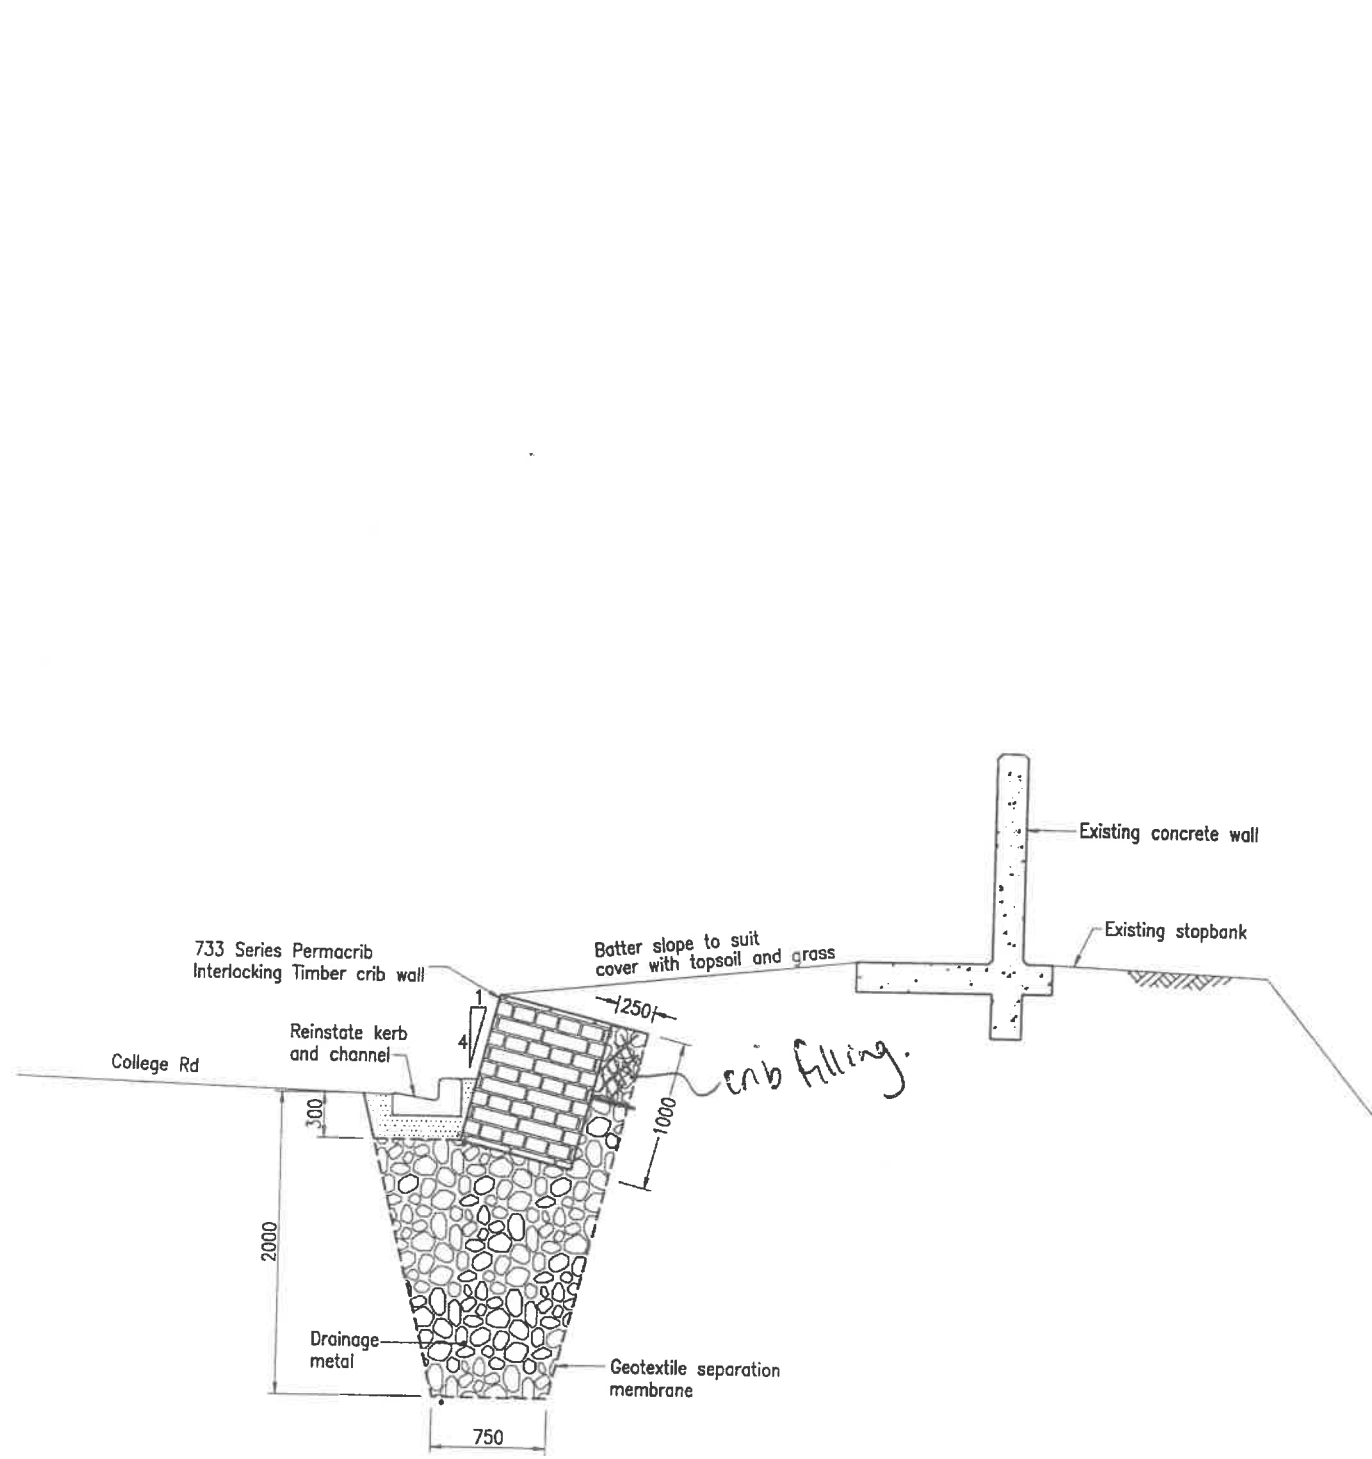 Existing concrete wall
Existing stopbank
733 Series Permacrib
Interlocking Timber crib wall
Batter slope to suit
cover with topsoil and grass
1
4
250
Reinstate kerb
and channel
College Rd
crib filling.
300
1000
2000
Drainage
metal
Geotextile separation
membrane
750